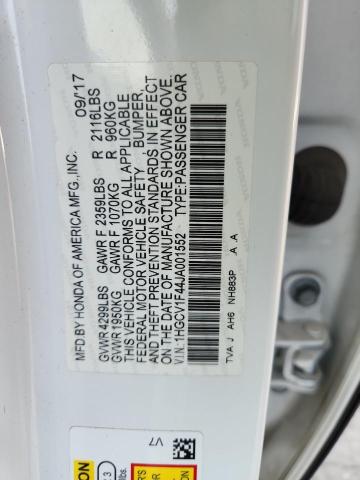 MFD BY HONDA OF AMERICA MFG., INC. 09/17
GVWR 4299LBS GAWR F 2359LBS R 2116LBS
GVWR 1950KG GAWR F 1070KG R 960KG
THIS VEHICLE CONFORMS TO ALL APPLICABLE
FEDERAL MOTOR VEHICLE SAFETY BUMPER,
AND THEFT PREVENTION STANDARDS IN EFFECT
ON THE DATE OF MANUFACTURE SHOWN ABOVE.
V.I.N.:1HGCV1F44JA001552 TYPE:PASSENGER CAR
TVA J AH6 NH883P A A
V7